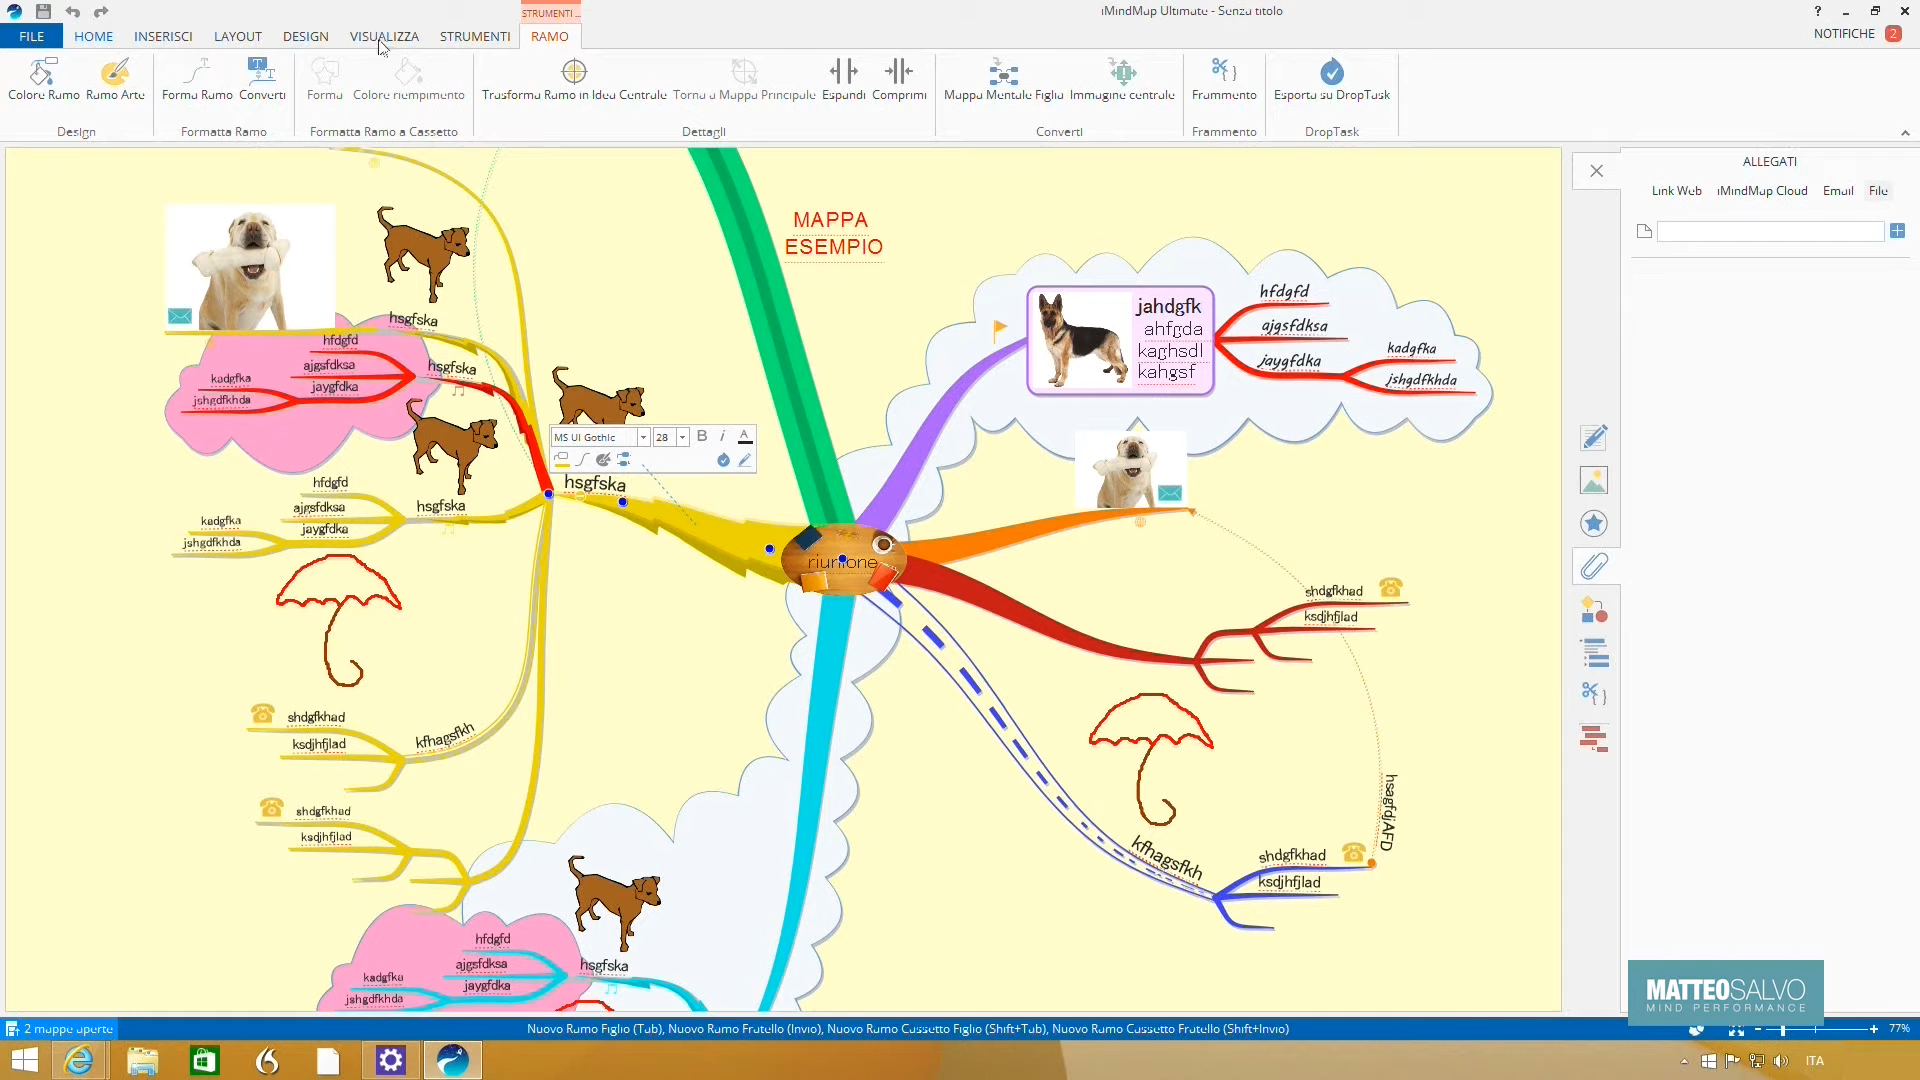 STRUMENTI ...
iMindMap Ultimate - Senza titolo
?
FILE HOME INSERISCI LAYOUT DESIGN VISUALIZZA STRUMENTI RAMO
NOTIFICHE 2
Colore Ramo Ramo Arte Forma Ramo Converti Forma Colore riempimento Trasforma Ramo in Idea Centrale Torna a Mappa Principale Espandi Comprimi Mappa Mentale Figlia Immagine centrale Frammento Esporta su DropTask
Design Formatta Ramo Formatta Ramo a Cassetto Dettagli Converti Frammento DropTask
ALLEGATI
Link Web iMindMap Cloud Email File
MAPPA
ESEMPIO
jahdgfk
ahfgda
kaghsdl
kahgsf
hfdgfd
ajgsfdksa
jaygfdka
kadgfka
jshgdfkhda
hsgfska
hfdgfd
ajgsfdksa
jaygfdka
kadgfka
jshgdfkhda
hsgfska
MS UI Gothic 28 B i A
hsgfska
hfdgfd
ajgsfdksa
jaygfdka
kadgfka
jshgdfkhda
hsgfska
riunione
shdgfkhad
ksdjhfjlad
shdgfkhad
ksdjhfjlad
kfhagsfkh
shdgfkhad
ksdjhfjlad
hsagfdjAFD
kfhagsfkh
shdgfkhad
ksdjhfjlad
hfdgfd
ajgsfdksa
jaygfdka
kadgfka
jshgdfkhda
hsgfska
MATTEOSALVO
MIND PERFORMANCE
2 mappe aperte
Nuovo Ramo Figlio (Tab), Nuovo Ramo Fratello (Invio), Nuovo Ramo Cassetto Figlio (Shift+Tab), Nuovo Ramo Cassetto Fratello (Shift+Invio)
77%
ITA